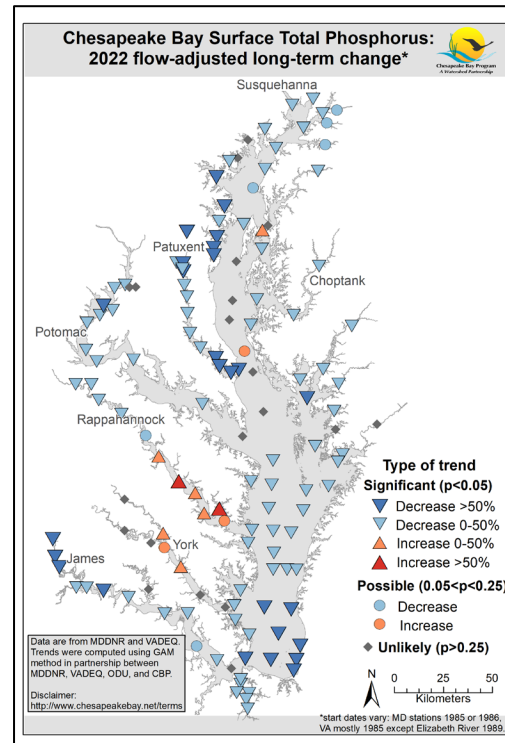 Chesapeake Bay Surface Total Phosphorus:
2022 flow-adjusted long-term change*
Chesapeake Bay Program
A Watershed Partnership
Susquehanna
Patuxent
Choptank
Potomac
Rappahannock
York
James
Type of trend
Significant (p<0.05)
Decrease >50%
Decrease 0-50%
Increase 0-50%
Increase >50%
Possible (0.05<p<0.25)
Decrease
Increase
Unlikely (p>0.25)
N
0 25 50
Kilometers
Data are from MDDNR and VADEQ.
Trends were computed using GAM
method in partnership between
MDDNR, VADEQ, ODU, and CBP.
Disclaimer:
http://www.chesapeakebay.net/terms
*start dates vary: MD stations 1985 or 1986,
VA mostly 1985 except Elizabeth River 1989.